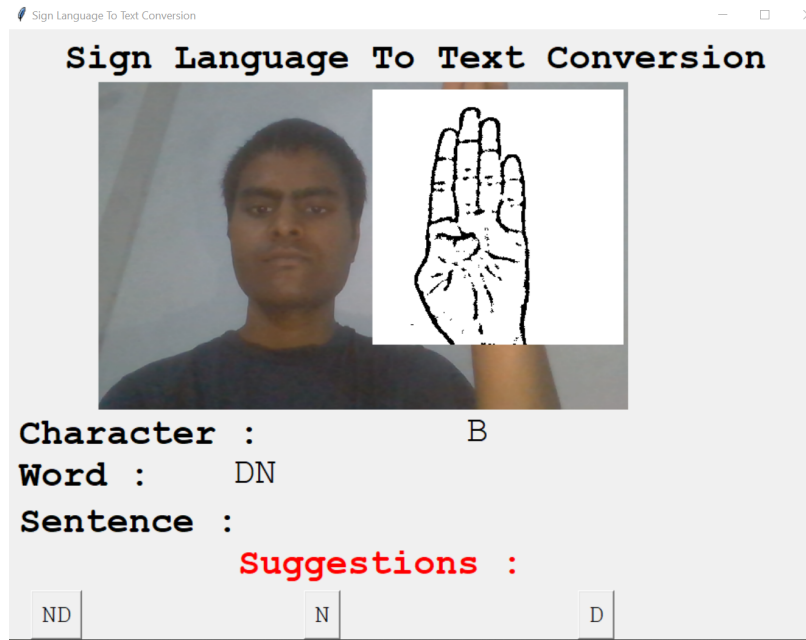 Sign Language To Text Conversion
Sign Language To Text Conversion
Character : B
Word : DN
Sentence :
Suggestions :
ND N D